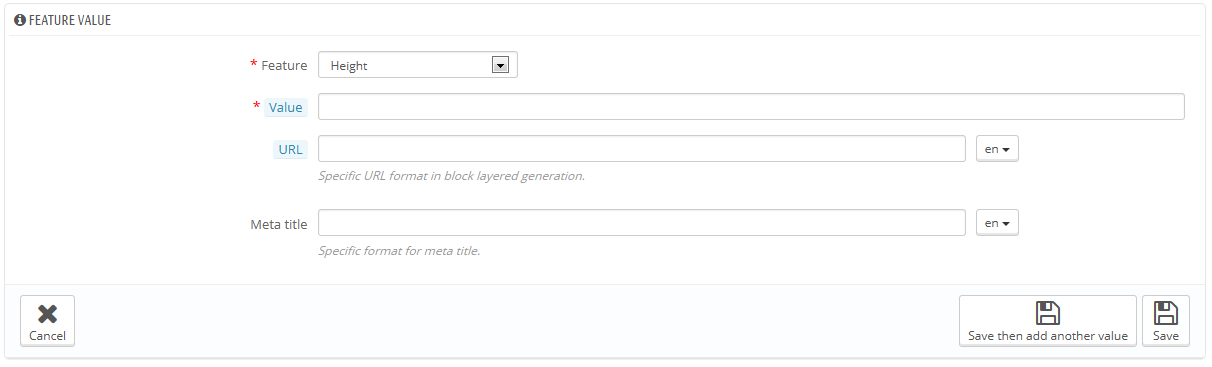 FEATURE VALUE
* Feature Height
* Value
URL en
Specific URL format in block layered generation.
Meta title en
Specific format for meta title.
Cancel Save then add another value Save